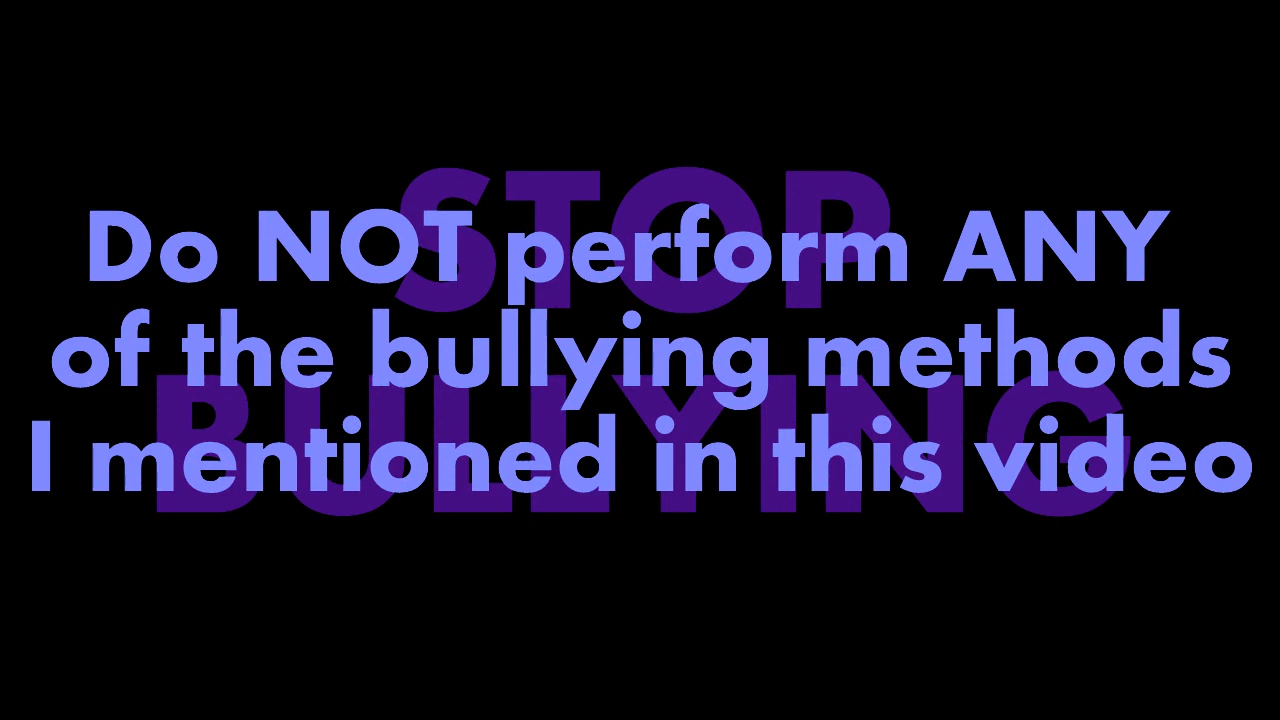 STOP
Do NOT perform ANY
of the bullying methods
BULLYING
I mentioned in this video